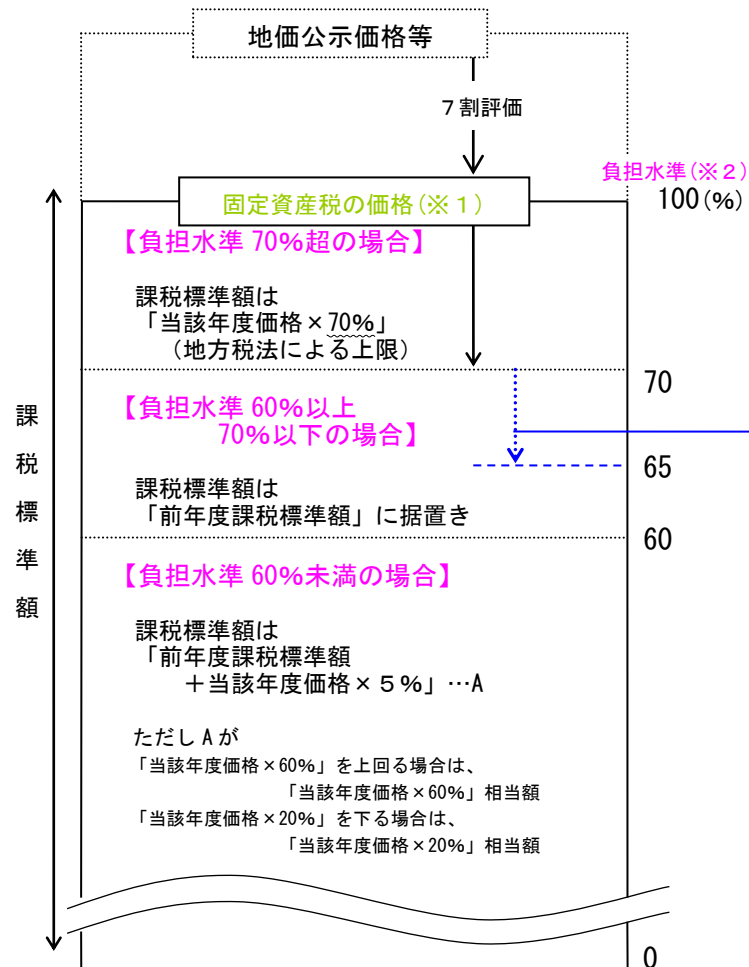 地価公示価格等
７割評価
負担水準(※２)
固定資産税の価格(※１)
100(%)
【負担水準 70%超の場合】
課税標準額は
「当該年度価格×70%」
（地方税法による上限）
70
【負担水準 60%以上
70%以下の場合】
65
課税標準額は
「前年度課税標準額」に据置き
60
【負担水準 60%未満の場合】
課税標準額は
「前年度課税標準額
＋当該年度価格×５%」…A
ただし A が
「当該年度価格×60%」を上回る場合は、
「当該年度価格×60%」相当額
「当該年度価格×20%」を下る場合は、
「当該年度価格×20%」相当額
0
課税標準額